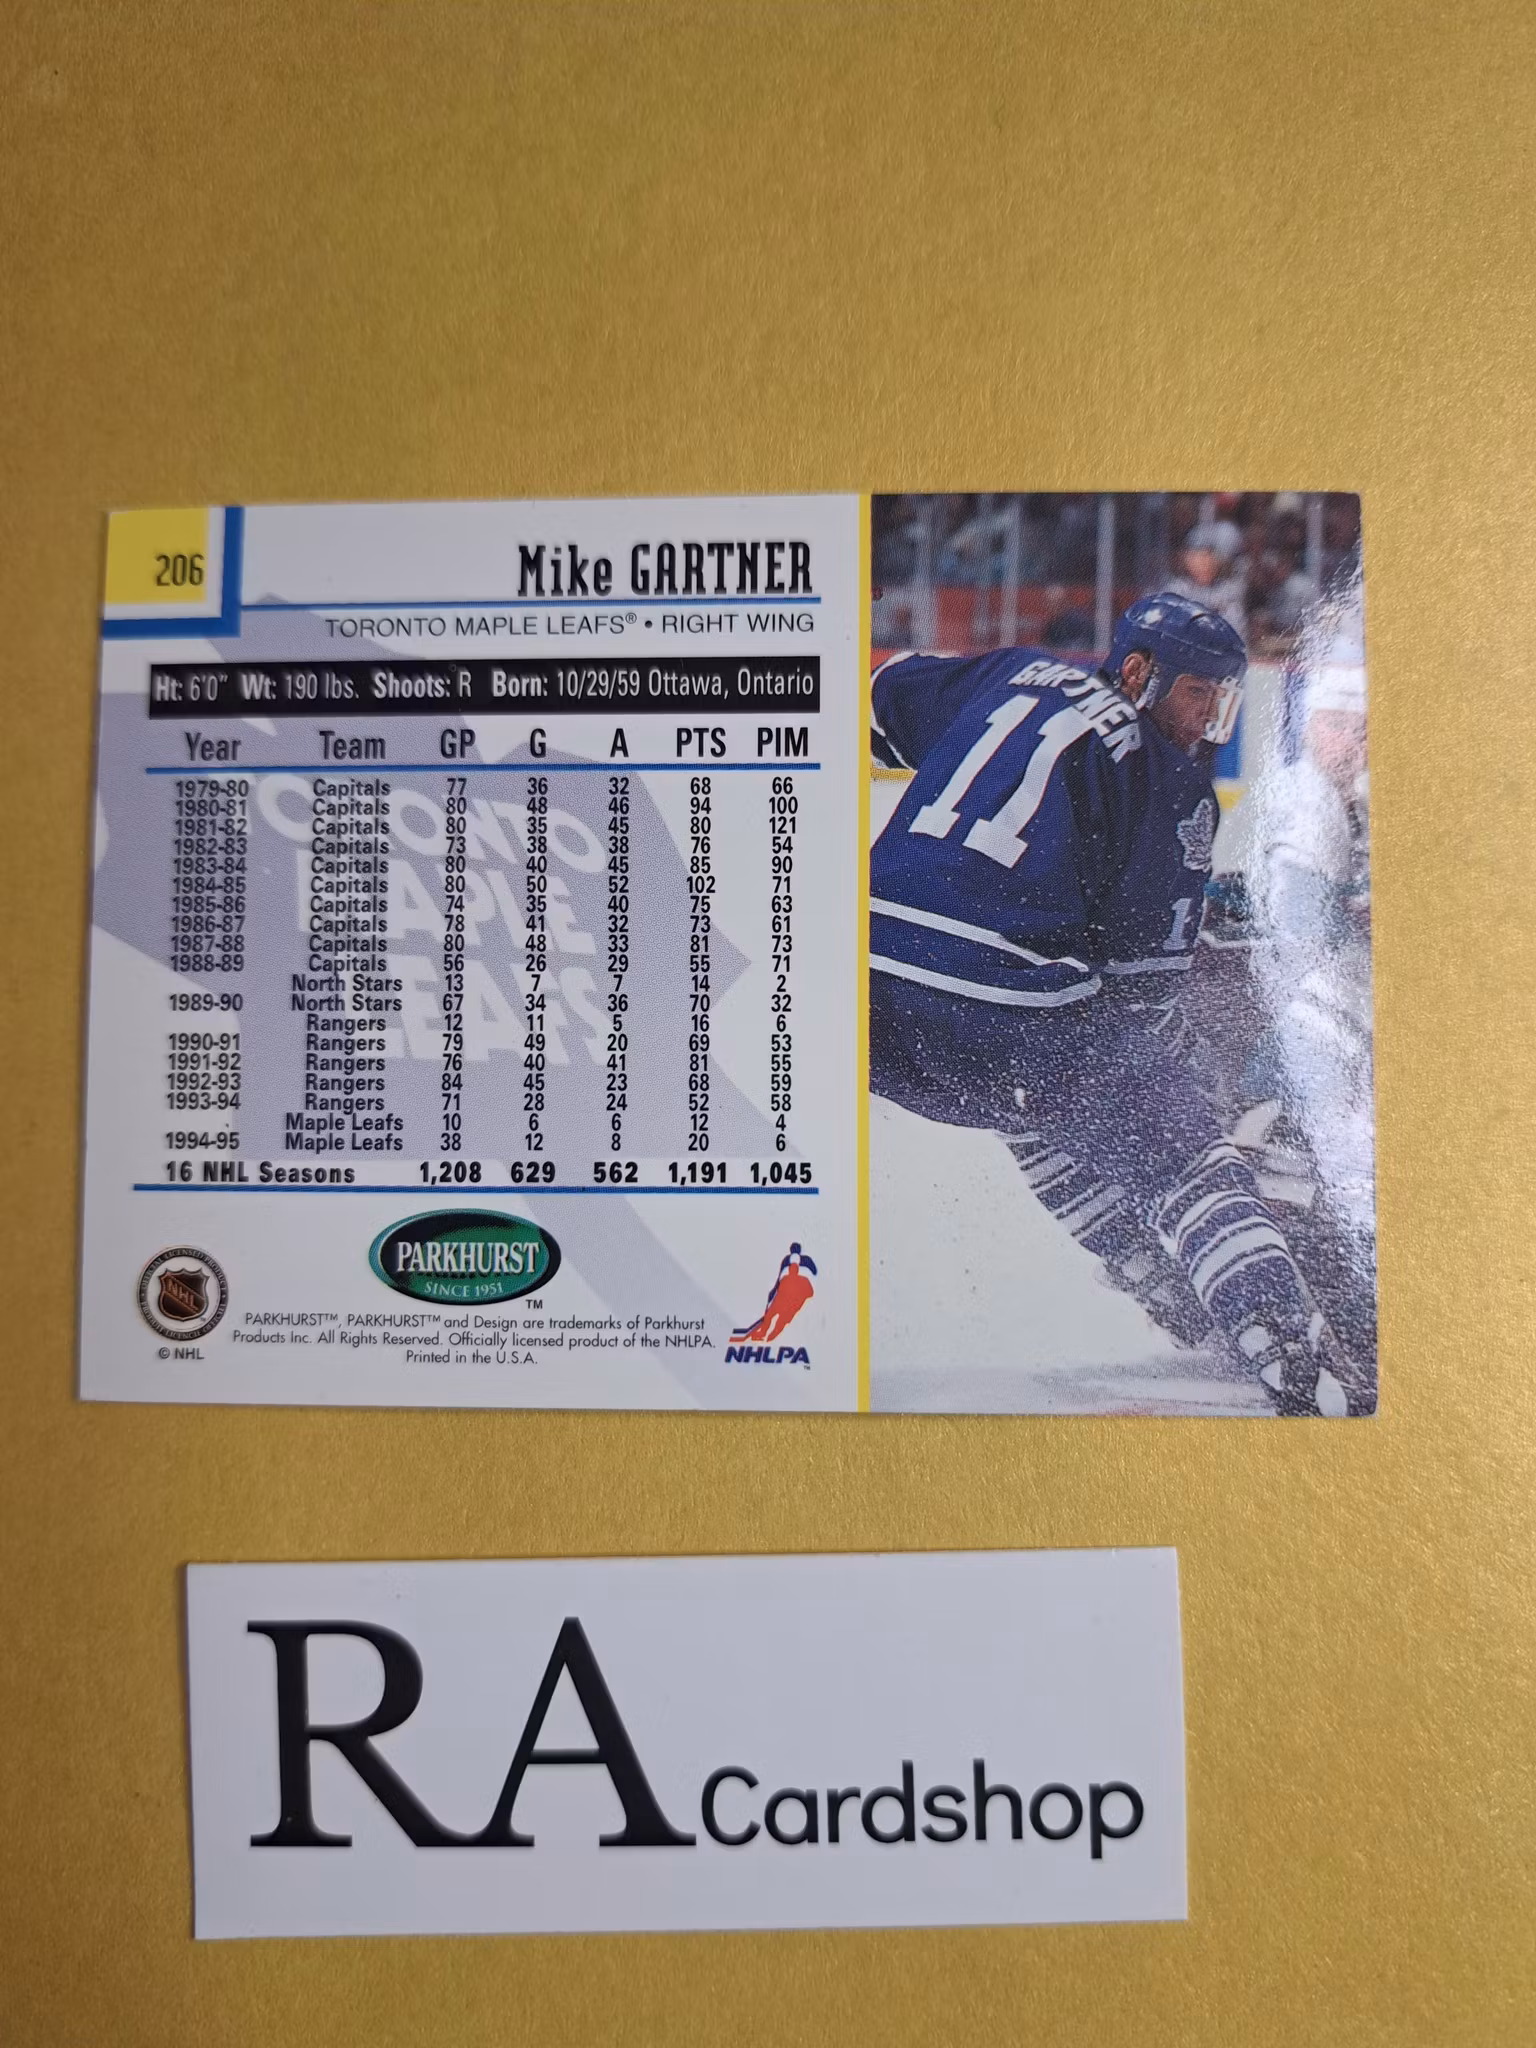 206
Mike GARTNER
TORONTO MAPLE LEAFS® • RIGHT WING
Ht: 6'0" Wt: 190 lbs. Shoots: R Born: 10/29/59 Ottawa, Ontario
Year Team GP G A PTS PIM
1979-80 Capitals 77 36 32 68 66
1980-81 Capitals 80 48 46 94 100
1981-82 Capitals 80 35 45 80 121
1982-83 Capitals 73 38 38 76 54
1983-84 Capitals 80 40 45 85 90
1984-85 Capitals 80 50 52 102 71
1985-86 Capitals 74 35 40 75 63
1986-87 Capitals 78 41 32 73 61
1987-88 Capitals 80 48 33 81 73
1988-89 Capitals 56 26 29 55 71
North Stars 13 7 7 14 2
1989-90 North Stars 67 34 36 70 32
Rangers 12 11 5 16 6
1990-91 Rangers 79 49 20 69 53
1991-92 Rangers 76 40 41 81 55
1992-93 Rangers 84 45 23 68 59
1993-94 Rangers 71 28 24 52 58
Maple Leafs 10 6 6 12 4
1994-95 Maple Leafs 38 12 8 20 6
16 NHL Seasons 1,208 629 562 1,191 1,045
TORONTO
MAPLE
LEAFS
GARTNER
11
11
PARKHURST
SINCE 1951
TM
NHL
© NHL
PARKHURST™, PARKHURST™ and Design are trademarks of Parkhurst
Products Inc. All Rights Reserved. Officially licensed product of the NHLPA.
Printed in the U.S.A.
NHLPA
TM
RA Cardshop